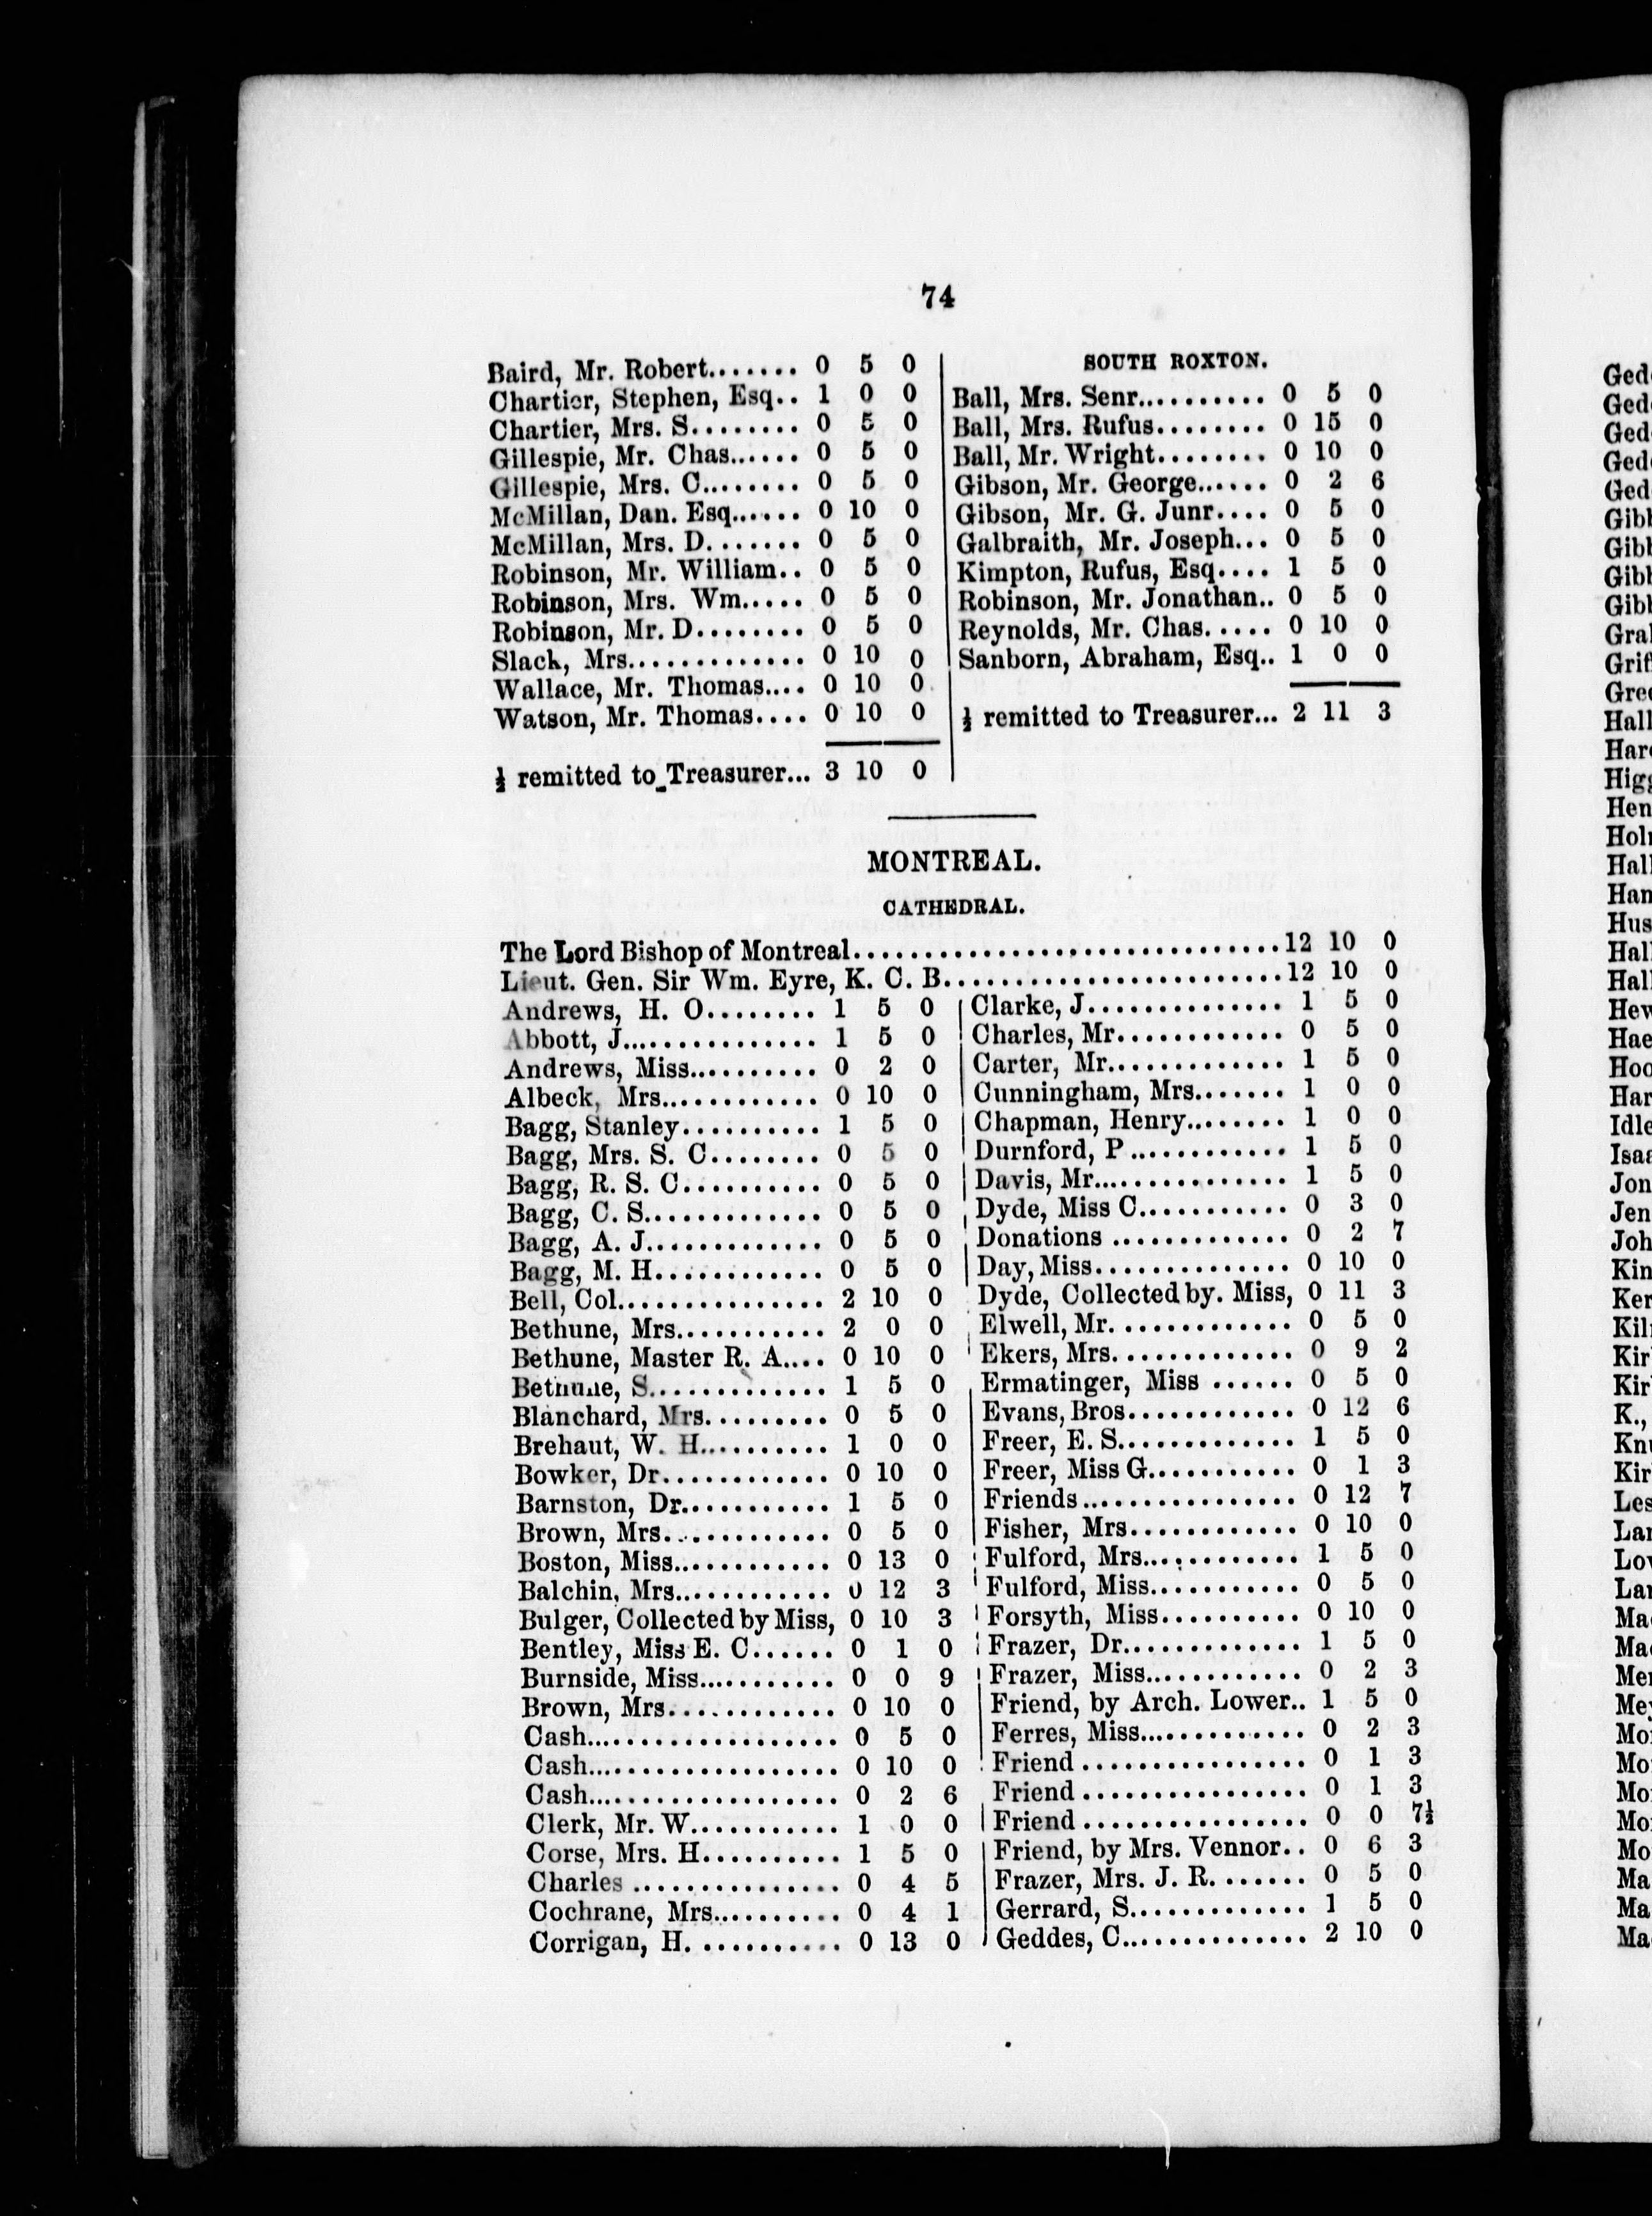 74
Baird, Mr. Robert....... 0 5 0
Chartier, Stephen, Esq.. 1 0 0
Chartier, Mrs. S........ 0 5 0
Gillespie, Mr. Chas...... 0 5 0
Gillespie, Mrs. C........ 0 5 0
McMillan, Dan. Esq...... 0 10 0
McMillan, Mrs. D. ...... 0 5 0
Robinson, Mr. William.. 0 5 0
Robinson, Mrs. Wm..... 0 5 0
Robinson, Mr. D........ 0 5 0
Slack, Mrs............. 0 10 0
Wallace, Mr. Thomas.... 0 10 0
Watson, Mr. Thomas.... 0 10 0
½ remitted to Treasurer... 3 10 0
SOUTH ROXTON.
Ball, Mrs. Senr.......... 0 5 0
Ball, Mrs. Rufus........ 0 15 0
Ball, Mr. Wright........ 0 10 0
Gibson, Mr. George...... 0 2 6
Gibson, Mr. G. Junr.... 0 5 0
Galbraith, Mr. Joseph... 0 5 0
Kimpton, Rufus, Esq.... 1 5 0
Robinson, Mr. Jonathan.. 0 5 0
Reynolds, Mr. Chas..... 0 10 0
Sanborn, Abraham, Esq.. 1 0 0
½ remitted to Treasurer... 2 11 3
MONTREAL.
CATHEDRAL.
The Lord Bishop of Montreal................................12 10 0
Lieut. Gen. Sir Wm. Eyre, K. C. B.........................12 10 0
Andrews, H. O........ 1 5 0
Abbott, J............... 1 5 0
Andrews, Miss.......... 0 2 0
Albeck, Mrs............ 0 10 0
Bagg, Stanley.......... 1 5 0
Bagg, Mrs. S. C........ 0 5 0
Bagg, R. S. C........... 0 5 0
Bagg, C. S.............. 0 5 0
Bagg, A. J.............. 0 5 0
Bagg, M. H............. 0 5 0
Bell, Col................ 2 10 0
Bethune, Mrs........... 2 0 0
Bethune, Master R. A.... 0 10 0
Bethune, S.............. 1 5 0
Blanchard, Mrs......... 0 5 0
Brehaut, W. H.......... 1 0 0
Bowker, Dr............. 0 10 0
Barnston, Dr........... 1 5 0
Brown, Mrs............. 0 5 0
Boston, Miss............ 0 13 0
Balchin, Mrs............ 0 12 3
Bulger, Collected by Miss, 0 10 3
Bentley, Miss E. C...... 0 1 0
Burnside, Miss.......... 0 0 9
Brown, Mrs............. 0 10 0
Cash.................... 0 5 0
Cash.................... 0 10 0
Cash.................... 0 2 6
Clerk, Mr. W........... 1 0 0
Corse, Mrs. H.......... 1 5 0
Charles ................ 0 4 5
Cochrane, Mrs.......... 0 4 1
Corrigan, H. ........... 0 13 0
Clarke, J............... 1 5 0
Charles, Mr............. 0 5 0
Carter, Mr.............. 1 5 0
Cunningham, Mrs....... 1 0 0
Chapman, Henry........ 1 0 0
Durnford, P ............ 1 5 0
Davis, Mr............... 1 5 0
Dyde, Miss C........... 0 3 0
Donations .............. 0 2 7
Day, Miss............... 0 10 0
Dyde, Collected by. Miss, 0 11 3
Elwell, Mr. ............. 0 5 0
Ekers, Mrs. ............ 0 9 2
Ermatinger, Miss ...... 0 5 0
Evans, Bros............. 0 12 6
Freer, E. S.............. 1 5 0
Freer, Miss G........... 0 1 3
Friends................. 0 12 7
Fisher, Mrs............. 0 10 0
Fulford, Mrs............ 1 5 0
Fulford, Miss........... 0 5 0
Forsyth, Miss.......... 0 10 0
Frazer, Dr.............. 1 5 0
Frazer, Miss............ 0 2 3
Friend, by Arch. Lower.. 1 5 0
Ferres, Miss............. 0 2 3
Friend ................. 0 1 3
Friend ................. 0 1 3
Friend ................. 0 0 7½
Friend, by Mrs. Vennor.. 0 6 3
Frazer, Mrs. J. R. ...... 0 5 0
Gerrard, S.............. 1 5 0
Geddes, C............... 2 10 0